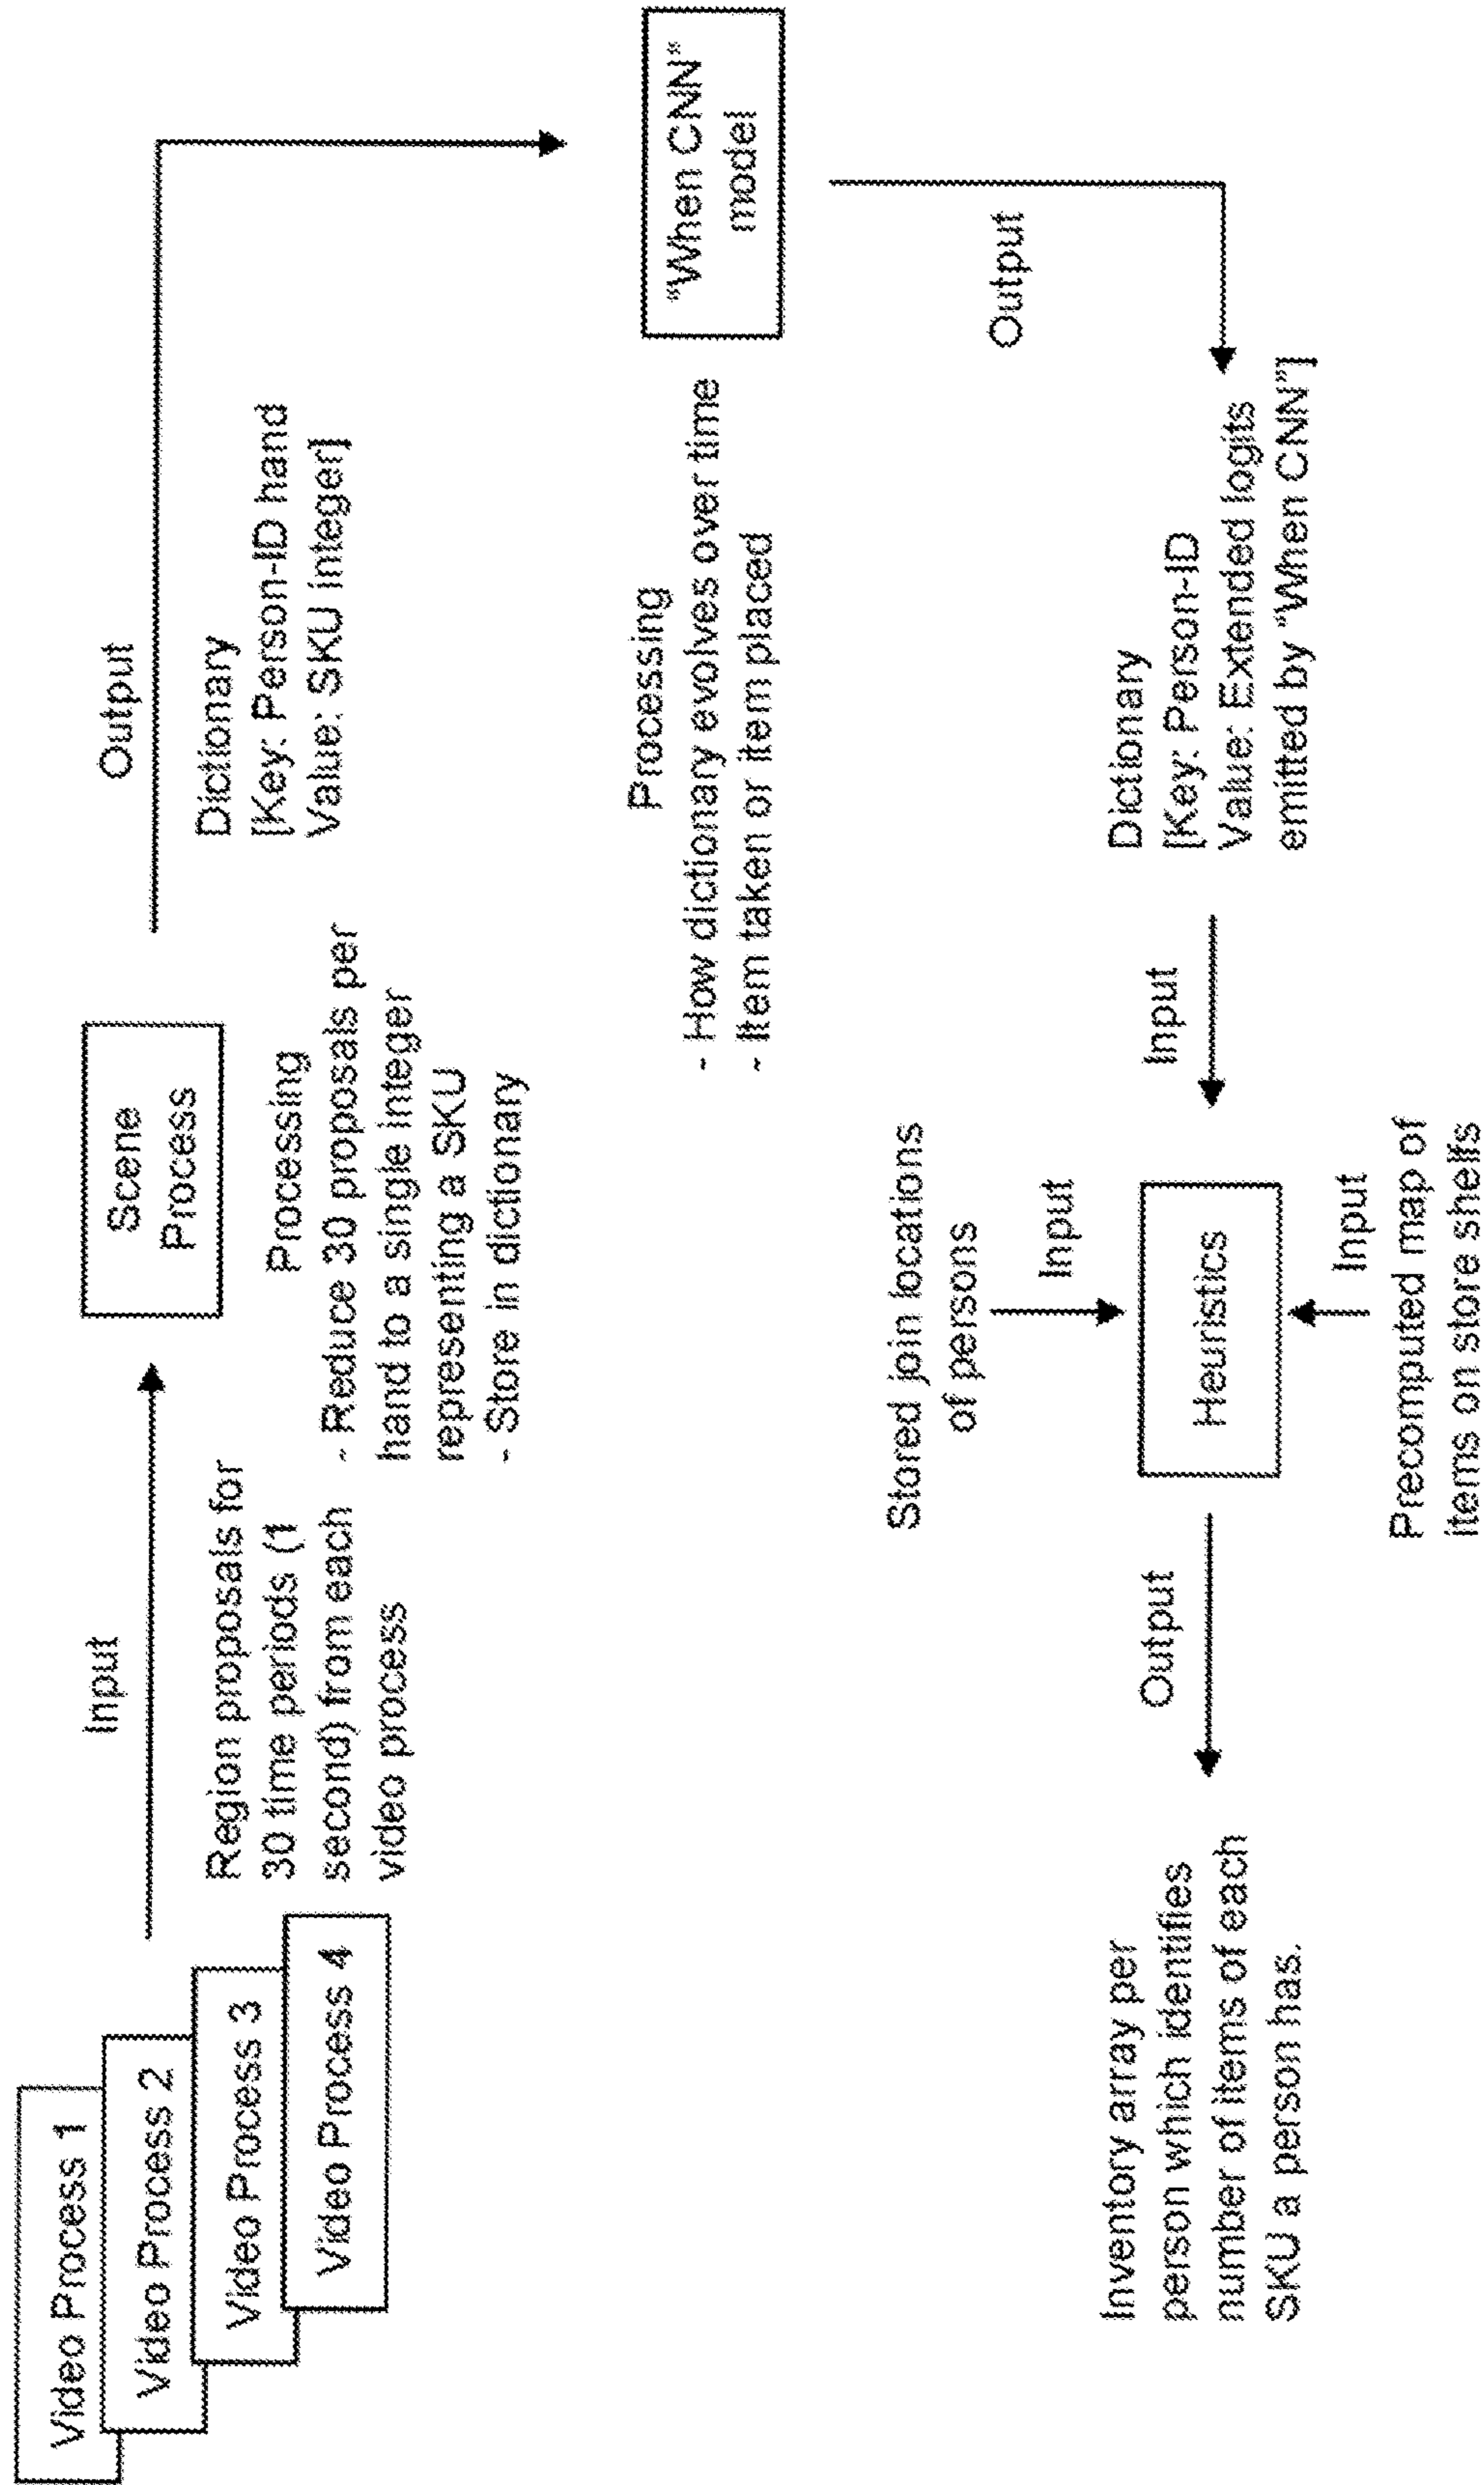 Video Process 1
Video Process 2
Video Process 3
Video Process 4
Input
Region proposals for
30 time periods (1
second) from each
video process
Scene
Process
Processing
- Reduce 30 proposals per
hand to a single integer
representing a SKU
- Store in dictionary
Output
Dictionary
[Key: Person-ID hand
Value: SKU integer]
"When CNN"
model
Processing
- How dictionary evolves over time
- Item taken or item placed
Output
Dictionary
[Key: Person-ID
Value: Extended logits
emitted by "When CNN"]
Input
Stored join locations
of persons
Input
Heuristics
Input
Precomputed map of
items on store shelfs
Output
Inventory array per
person which identifies
number of items of each
SKU a person has.